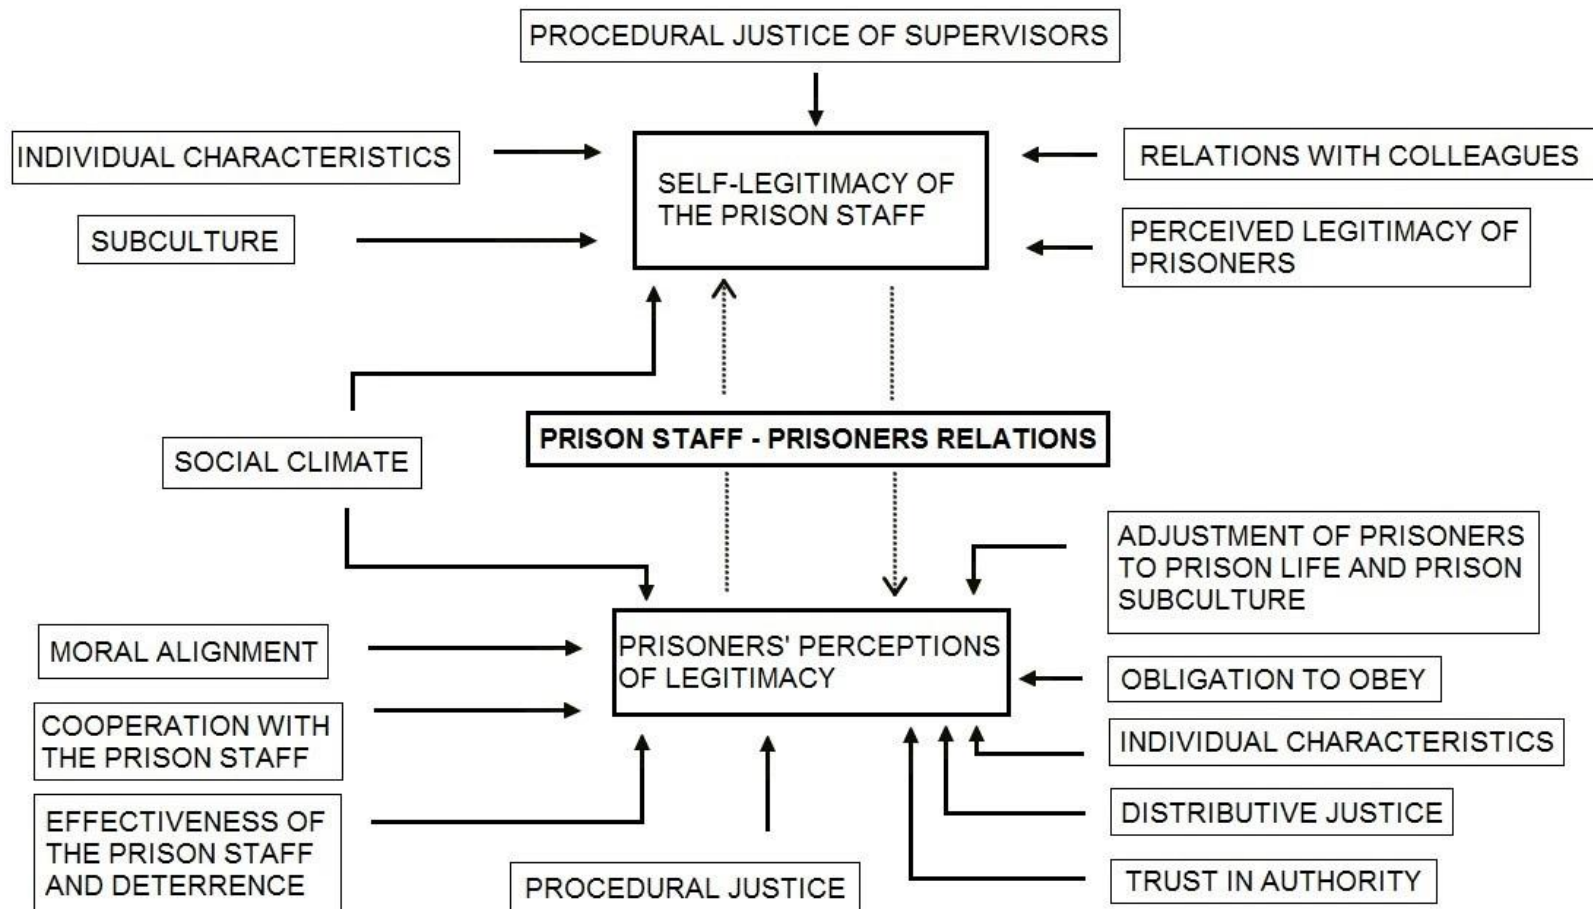 PROCEDURAL JUSTICE OF SUPERVISORS
INDIVIDUAL CHARACTERISTICS
SELF-LEGITIMACY OF
THE PRISON STAFF
RELATIONS WITH COLLEAGUES
SUBCULTURE
PERCEIVED LEGITIMACY OF
PRISONERS
PRISON STAFF - PRISONERS RELATIONS
SOCIAL CLIMATE
ADJUSTMENT OF PRISONERS
TO PRISON LIFE AND PRISON
SUBCULTURE
MORAL ALIGNMENT
PRISONERS' PERCEPTIONS
OF LEGITIMACY
OBLIGATION TO OBEY
COOPERATION WITH
THE PRISON STAFF
INDIVIDUAL CHARACTERISTICS
EFFECTIVENESS OF
THE PRISON STAFF
AND DETERRENCE
DISTRIBUTIVE JUSTICE
PROCEDURAL JUSTICE
TRUST IN AUTHORITY